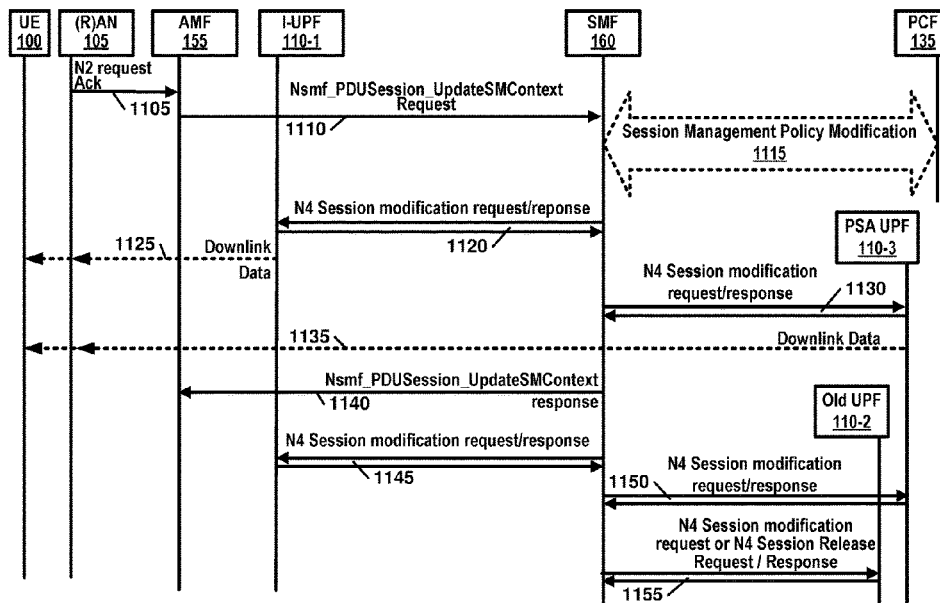 UE
100
(R)AN
105
AMF
155
I-UPF
110-1
SMF
160
PCF
135
N2 request
Ack
1105
Nsmf_PDUSession_UpdateSMContext
Request
1110
Session Management Policy Modification
1115
N4 Session modification request/reponse
1120
1125
Downlink
Data
PSA UPF
110-3
N4 Session modification
request/response
1130
1135
Downlink Data
Nsmf_PDUSession_UpdateSMContext
response
1140
Old UPF
110-2
N4 Session modification request/response
1145
N4 Session modification
request/response
1150
N4 Session modification
request or N4 Session Release
Request / Response
1155